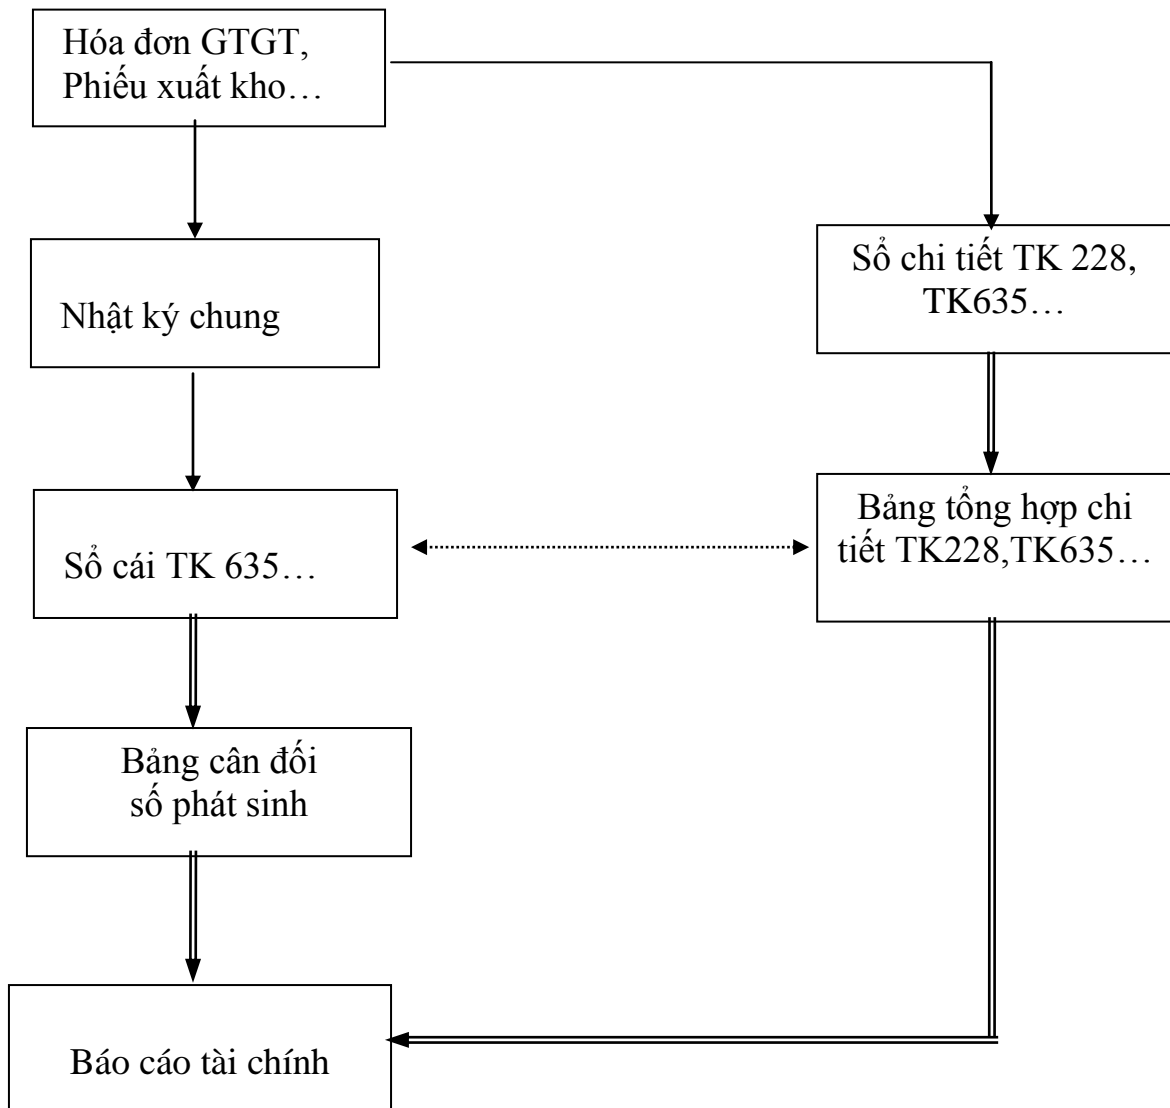 Hóa đơn GTGT,
Phiếu xuất kho…
Sổ chi tiết TK 228,
TK635…
Nhật ký chung
Bảng tổng hợp chi
tiết TK228,TK635…
Sổ cái TK 635…
Bảng cân đối
số phát sinh
Báo cáo tài chính